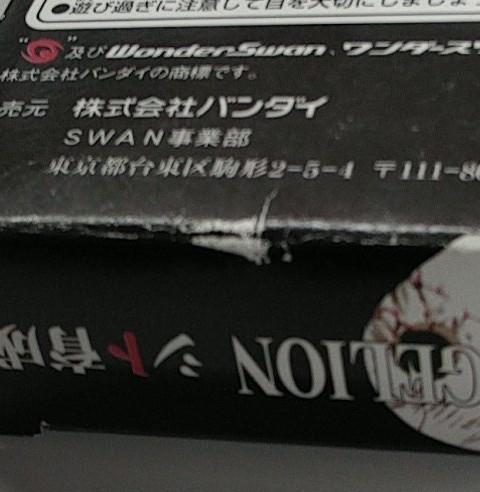 ●遊び過ぎに注意して目を大切にしましょ
" "及びWonderSwan、ワンダース
株式会社バンダイの商標です。
売元 株式会社バンダイ
SWAN事業部
東京都台東区駒形2-5-4 〒111-8
GELION シト育成